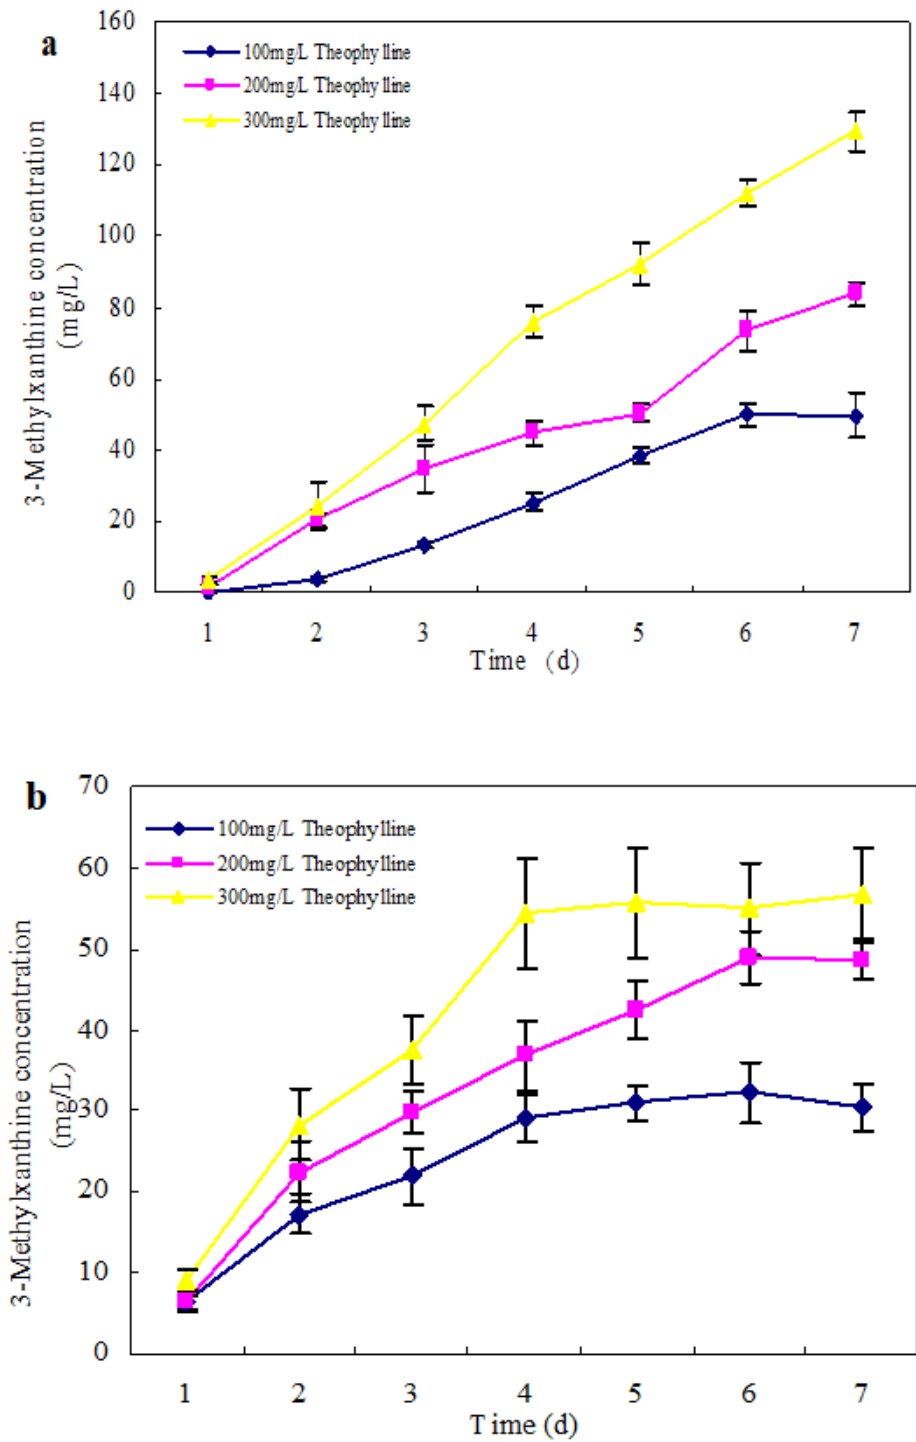 a
160
140
120
100
80
60
40
20
0
3-Methylxanthine concentration
(mg/L)
100mg/L Theophylline
200mg/L Theophylline
300mg/L Theophylline
1 2 3 4 5 6 7
Time (d)
b
70
60
50
40
30
20
10
0
3-Methylxanthine concentration
(mg/L)
100mg/L Theophylline
200mg/L Theophylline
300mg/L Theophylline
1 2 3 4 5 6 7
Time (d)